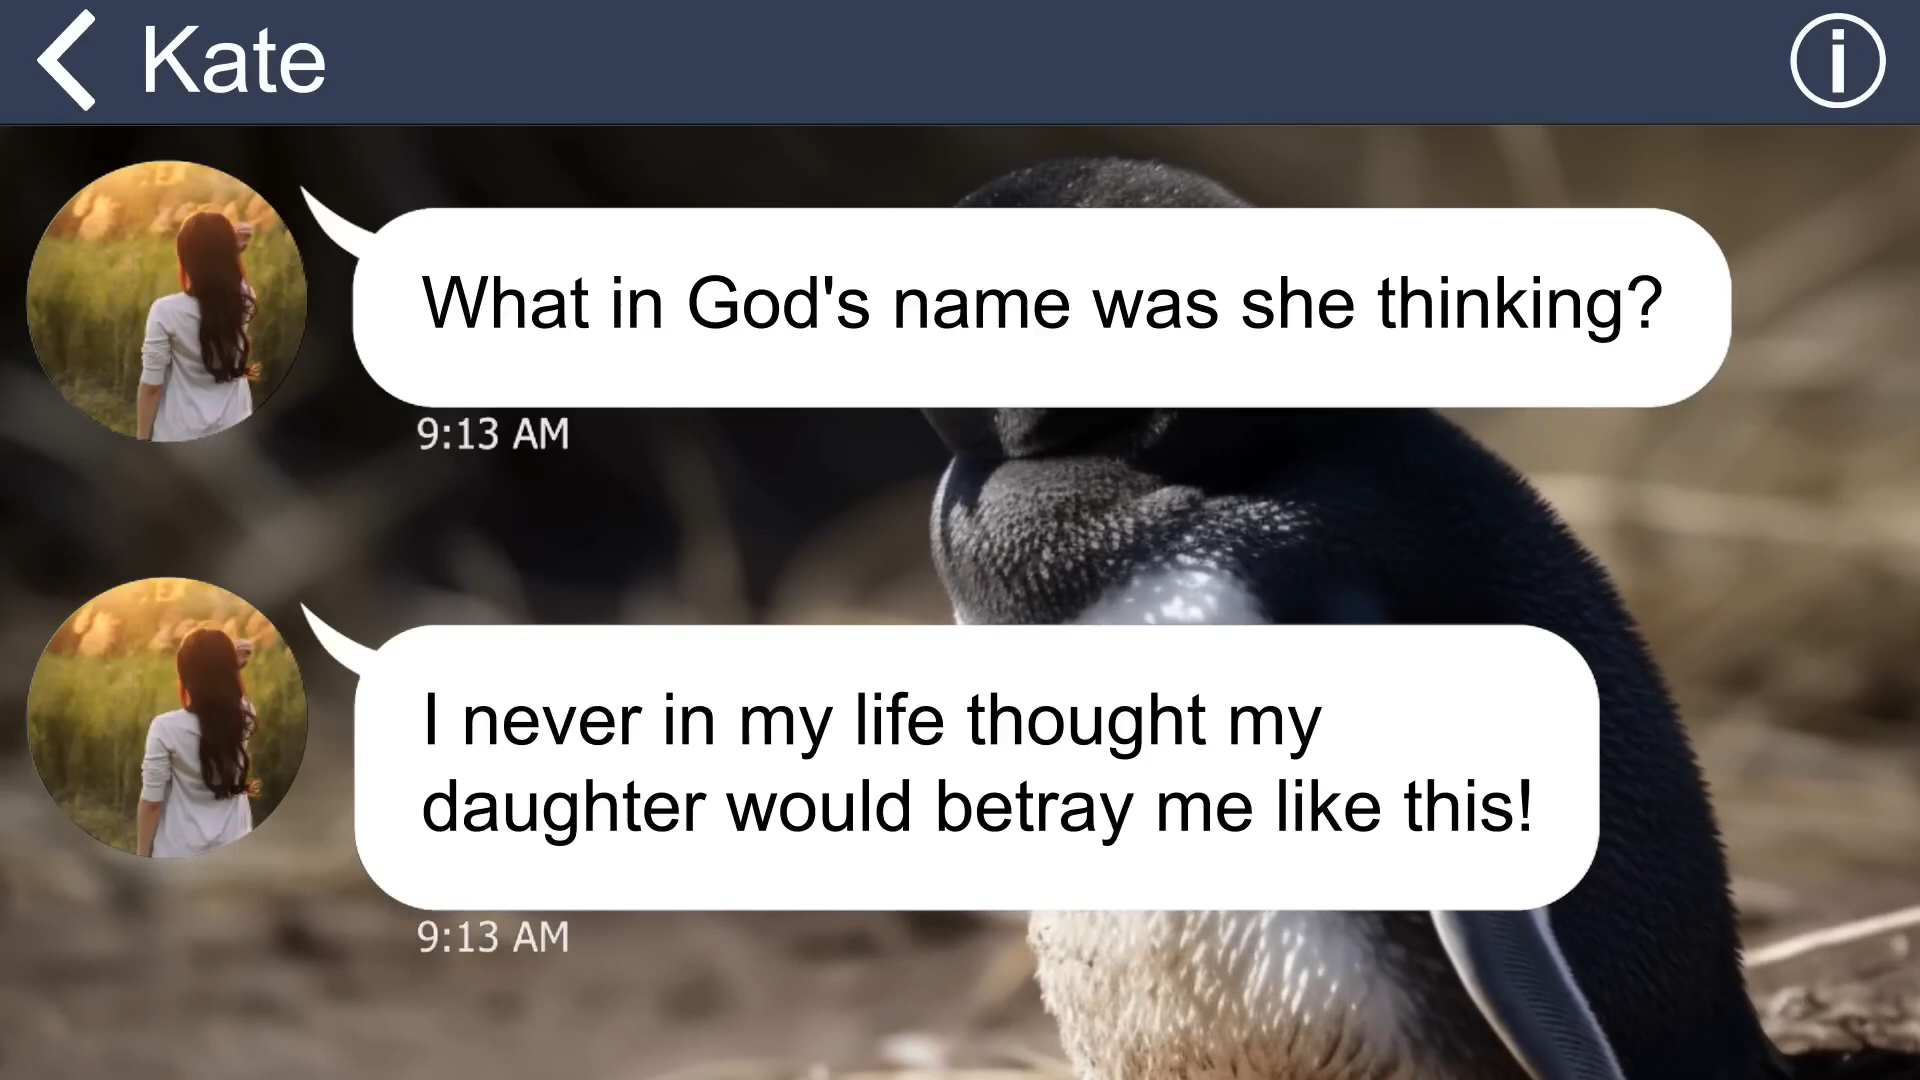 Kate
What in God's name was she thinking?
9:13 AM
I never in my life thought my
daughter would betray me like this!
9:13 AM